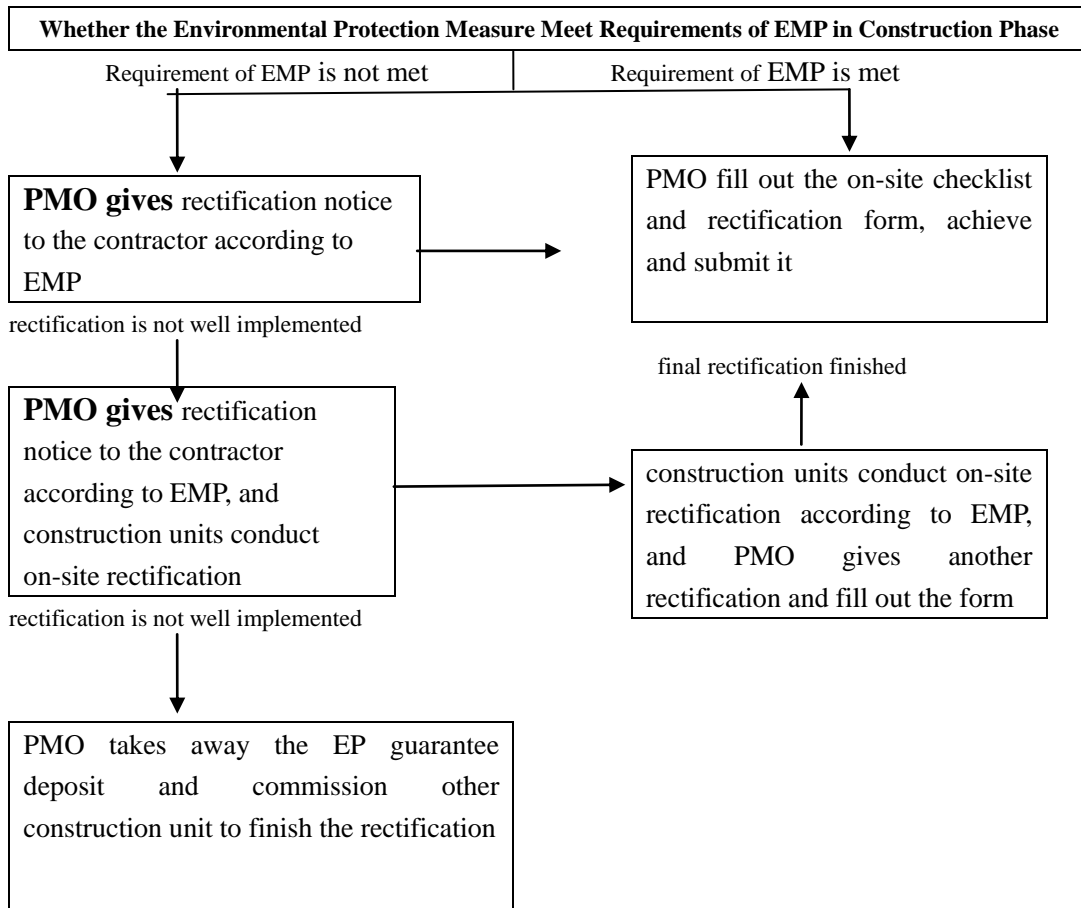 Whether the Environmental Protection Measure Meet Requirements of EMP in Construction Phase
Requirement of EMP is not met
Requirement of EMP is met
PMO gives rectification notice
to the contractor according to
EMP
PMO fill out the on-site checklist
and rectification form, achieve
and submit it
rectification is not well implemented
final rectification finished
PMO gives rectification
notice to the contractor
according to EMP, and
construction units conduct
on-site rectification
construction units conduct on-site
rectification according to EMP,
and PMO gives another
rectification and fill out the form
rectification is not well implemented
PMO takes away the EP guarantee
deposit and commission other
construction unit to finish the rectification